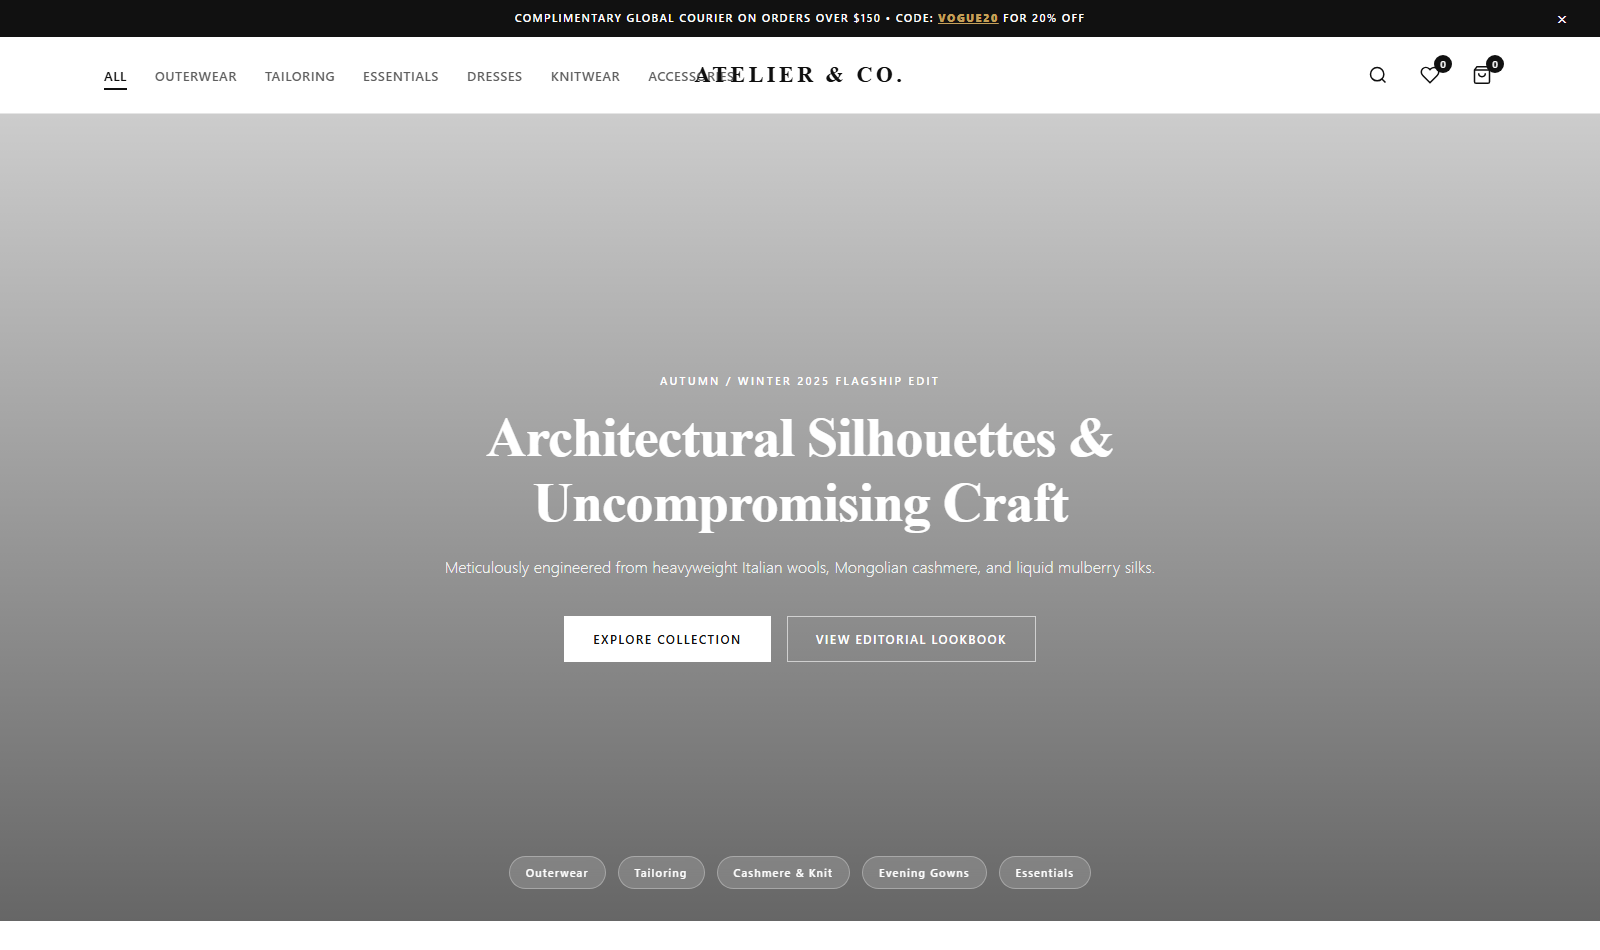 COMPLIMENTARY GLOBAL COURIER ON ORDERS OVER $150 • CODE: VOGUE20 FOR 20% OFF ×
ALL OUTERWEAR TAILORING ESSENTIALS DRESSES KNITWEAR ACCESSORIES ATELIER & CO. 0 0
AUTUMN / WINTER 2025 FLAGSHIP EDIT
Architectural Silhouettes &
Uncompromising Craft
Meticulously engineered from heavyweight Italian wools, Mongolian cashmere, and liquid mulberry silks.
EXPLORE COLLECTION VIEW EDITORIAL LOOKBOOK
Outerwear Tailoring Cashmere & Knit Evening Gowns Essentials